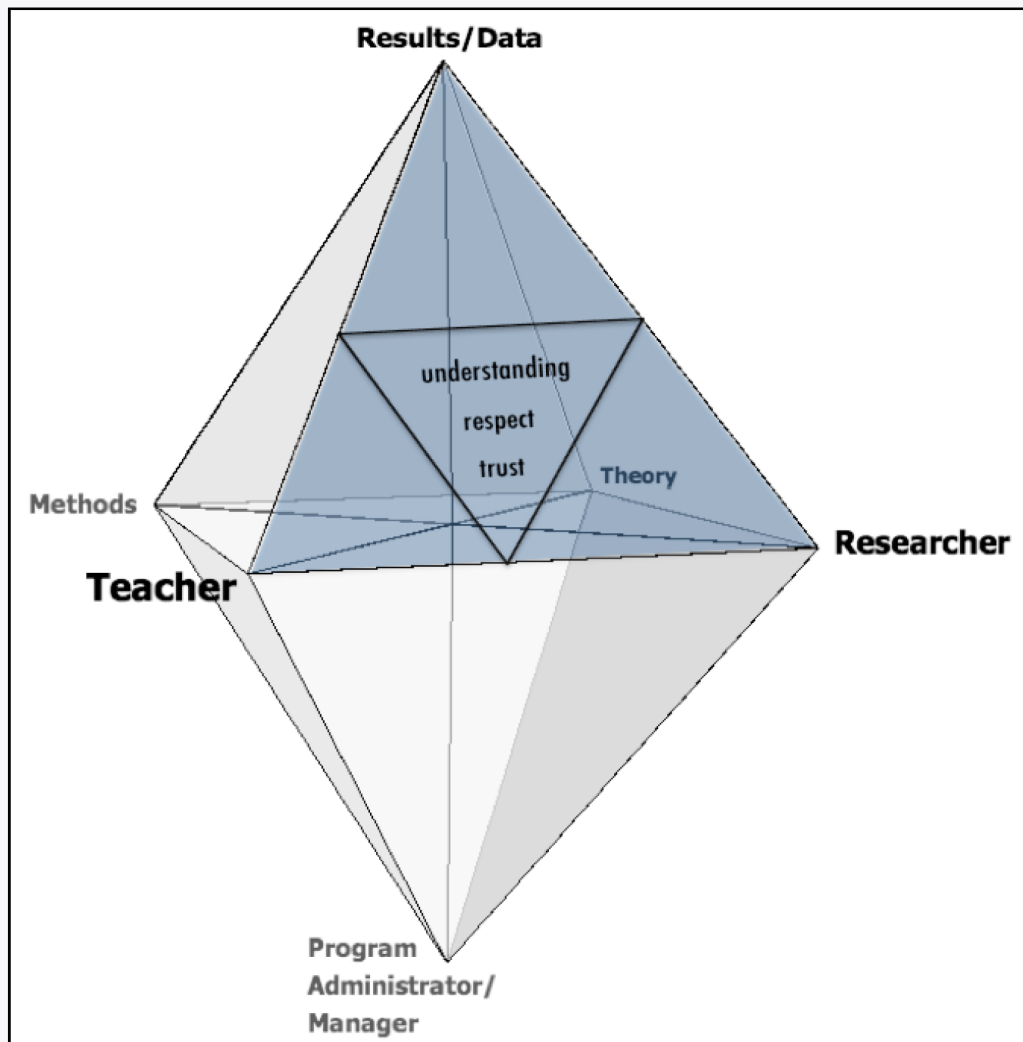 Results/Data
understanding
respect
trust
Theory
Methods
Researcher
Teacher
Program
Administrator/
Manager